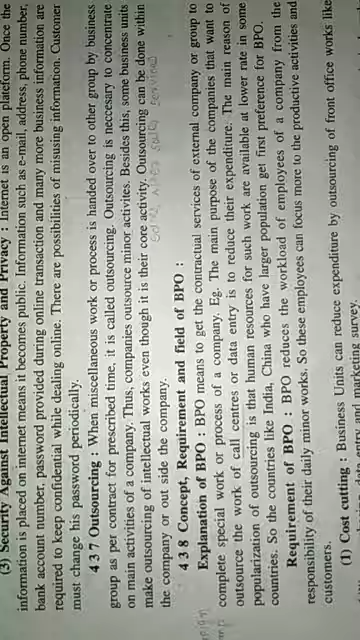 (3) Security Against Intellectual Property and Privacy : Internet is an open plateform. Once the
information is placed on internet means it becomes public. Information such as e-mail, address, phone number,
bank account number, password provided during online transaction and many more business information are
required to keep confidential while dealing online. There are possibilities of misusing information. Customer
must change his password periodically.
4 3 7 Outsourcing : When miscellaneous work or process is handed over to other group by business
group as per contract for prescribed time, it is called outsourcing. Outsourcing is neccesary to concentrate
on main activities of a company. Thus, companies outsource minor activites. Besides this, some business units
make outsourcing of intellectual works even though it is their core activity. Outsourcing can be done within
the company or out side the company.
4 3 8 Concept, Requirement and field of BPO :
Explanation of BPO : BPO means to get the contractual services of external company or group to
complete special work or process of a company. Eg. The main purpose of the companies that want to
outsource the work of call centres or data entry is to reduce their expenditure. The main reason of
popularization of outsourcing is that human resources for such work are available at lower rate in some
countries. So the countries like India, China who have larger population get first preference for BPO.
Requirement of BPO : BPO reduces the workload of employees of a company from the
responsibility of their daily minor works. So these employees can focus more to the productive activities and
customers.
(1) Cost cutting : Business Units can reduce expenditure by outsourcing of front office works like
data entry and marketing survey.